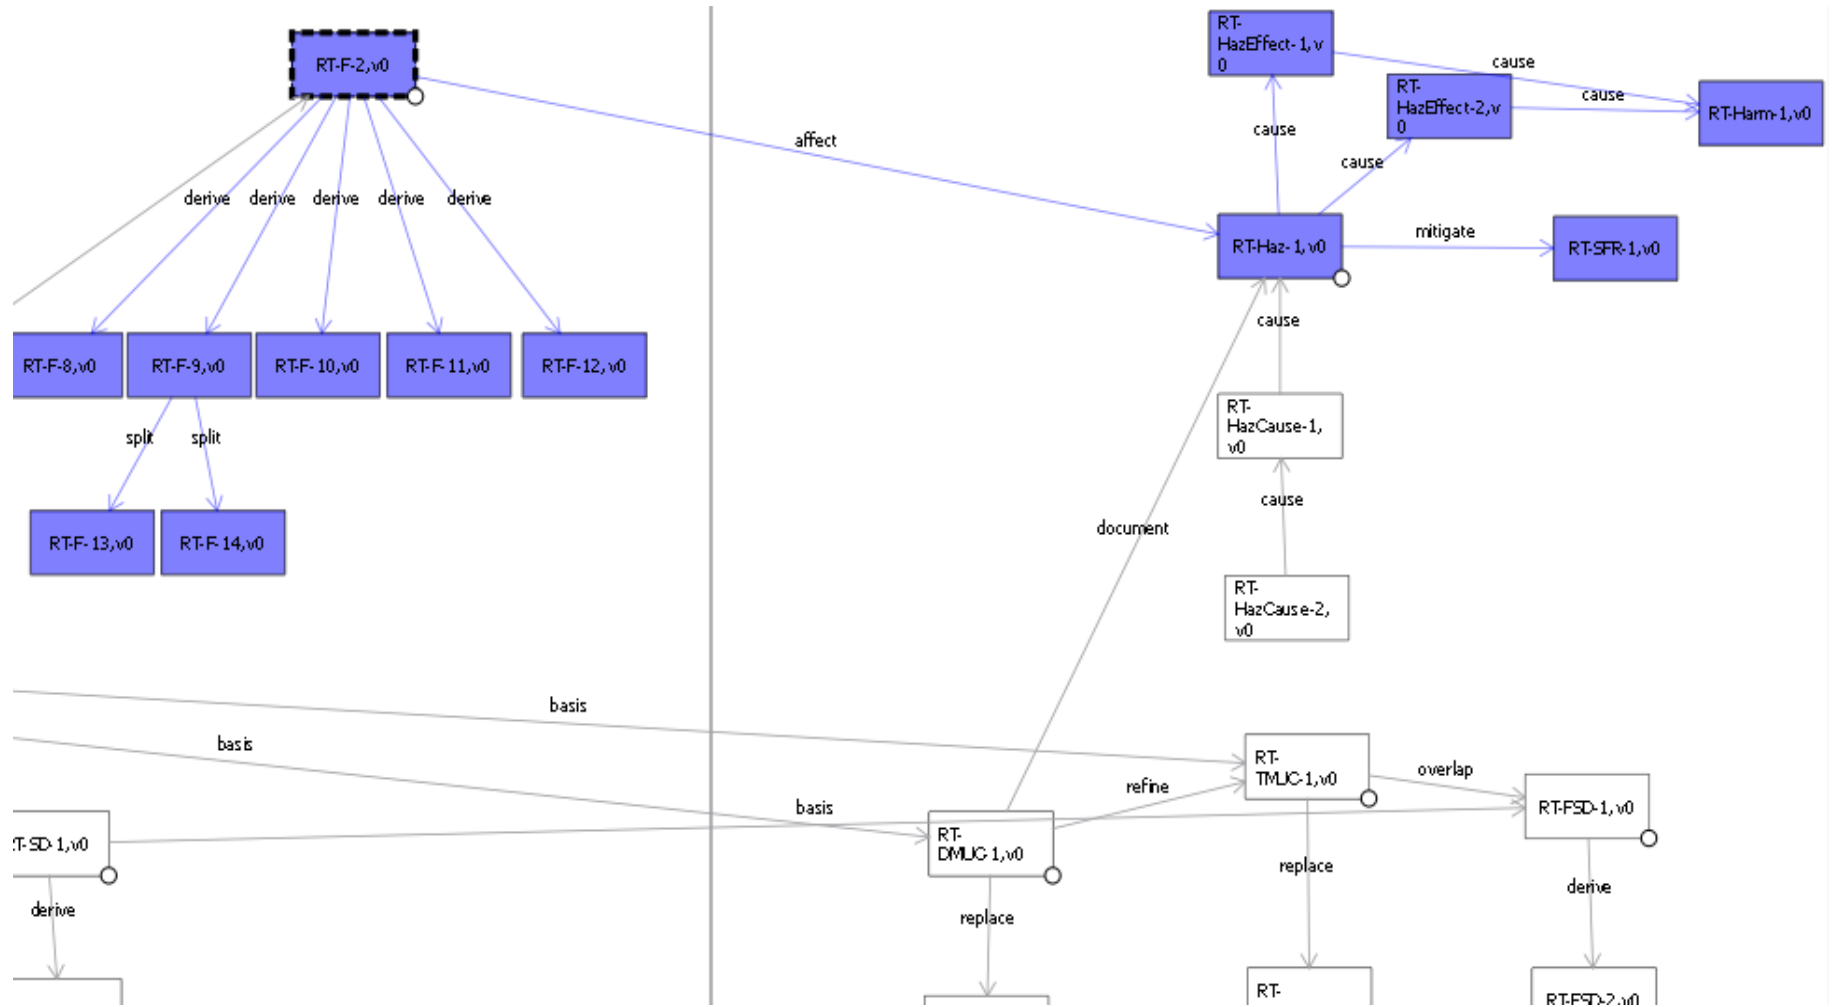 RT-F-2,v0
RT-
HazEffect-1,v
0
cause
RT-
HazEffect-2,v
0
cause
RT-Harm-1,v0
affect
cause
cause
derive
derive
derive
derive
derive
RT-Haz-1,v0
mitigate
RT-SFR-1,v0
cause
RT-F-8,v0
RT-F-9,v0
RT-F-10,v0
RT-F-11,v0
RT-F-12,v0
RT-
HazCause-1,
v0
split
split
cause
document
RT-F-13,v0
RT-F-14,v0
RT-
HazCause-2,
v0
basis
basis
RT-
TMUC-1,v0
overlap
refine
basis
RT-FSD-1,v0
RT-SD-1,v0
RT-
DMUC-1,v0
replace
derive
derive
replace
RT-
RT-FSD-2,v0